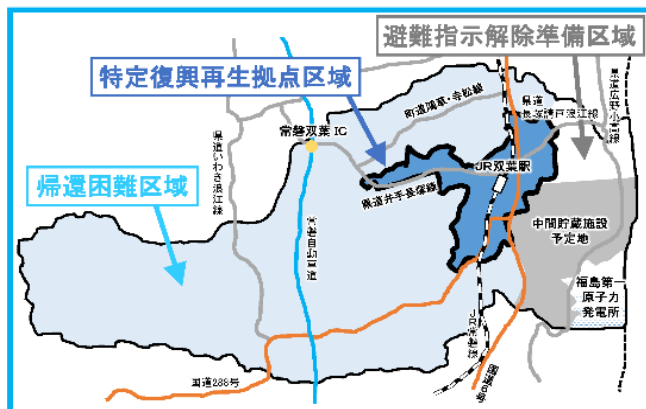 避難指示解除準備区域
特定復興再生拠点区域
帰還困難区域
常磐双葉 IC
町道鴻草・寺松線
県道
長塚請戸浪江線
県道広野小高線
県道いわき浪江線
JR双葉駅
県道井手長塚線
中間貯蔵施設
予定地
常磐自動車道
福島第一
原子力
発電所
JR常磐線
国道6号
国道288号